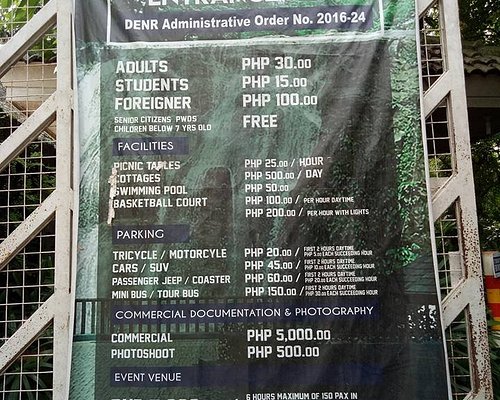 DENR Administrative Order No. 2016-24
ADULTS PHP 30.00
STUDENTS PHP 15.00
FOREIGNER PHP 100.00
SENIOR CITIZENS PWDS
CHILDREN BELOW 7 YRS OLD FREE
FACILITIES
PICNIC TABLES PHP 25.00 / HOUR
COTTAGES PHP 500.00 / DAY
SWIMMING POOL PHP 50.00
BASKETBALL COURT PHP 100.00 / PER HOUR DAYTIME
PHP 200.00 / PER HOUR WITH LIGHTS
PARKING
TRICYCLE / MOTORCYLE PHP 20.00 / FIRST 2 HOURS DAYTIME
PHP 5.00 EACH SUCCEEDING HOUR
CARS / SUV PHP 45.00 / FIRST 2 HOURS DAYTIME
PHP 10.00 EACH SUCCEEDING HOUR
PASSENGER JEEP / COASTER PHP 60.00 / FIRST 2 HOURS DAYTIME
PHP 20.00 EACH SUCCEEDING HOUR
MINI BUS / TOUR BUS PHP 150.00 / FIRST 2 HOURS DAYTIME
PHP 30.00 EACH SUCCEEDING HOUR
COMMERCIAL DOCUMENTATION & PHOTOGRAPHY
COMMERCIAL PHP 5,000.00
PHOTOSHOOT PHP 500.00
EVENT VENUE
6 HOURS MAXIMUM OF 150 PAX IN